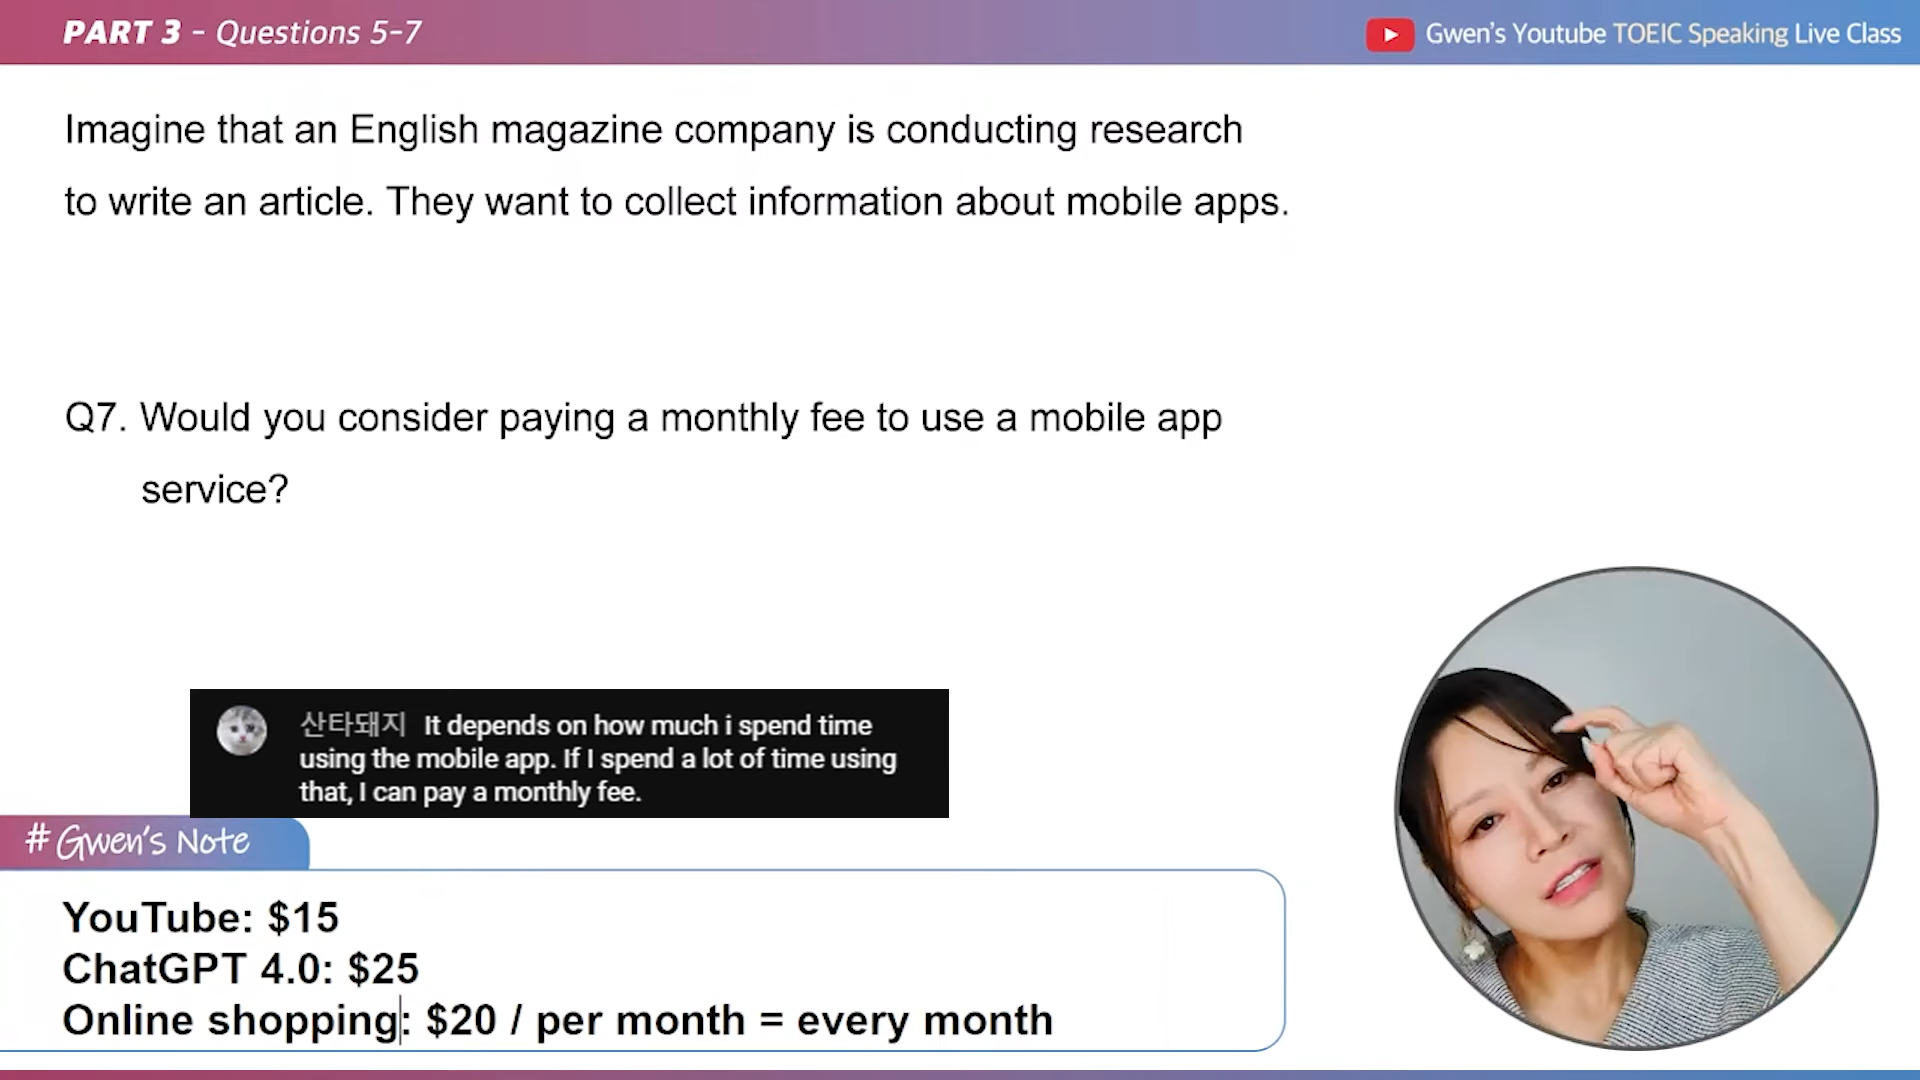 PART 3 - Questions 5-7
Gwen's Youtube TOEIC Speaking Live Class
Imagine that an English magazine company is conducting research
to write an article. They want to collect information about mobile apps.
Q7. Would you consider paying a monthly fee to use a mobile app
service?
산타돼지 It depends on how much i spend time
using the mobile app. If I spend a lot of time using
that, I can pay a monthly fee.
# Gwen's Note
YouTube: $15
ChatGPT 4.0: $25
Online shopping: $20 / per month = every month